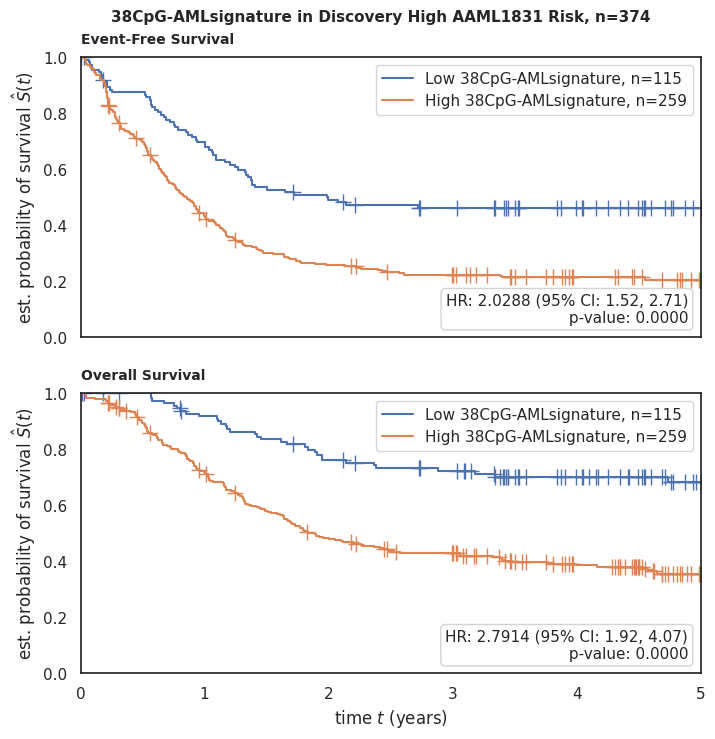 38CpG-AMLsignature in Discovery High AAML1831 Risk, n=374
Event-Free Survival
est. probability of survival Ŝ(t)
1.0
0.8
0.6
0.4
0.2
0.0
Low 38CpG-AMLsignature, n=115
High 38CpG-AMLsignature, n=259
HR: 2.0288 (95% CI: 1.52, 2.71)
p-value: 0.0000
Overall Survival
est. probability of survival Ŝ(t)
1.0
0.8
0.6
0.4
0.2
0.0
Low 38CpG-AMLsignature, n=115
High 38CpG-AMLsignature, n=259
HR: 2.7914 (95% CI: 1.92, 4.07)
p-value: 0.0000
0 1 2 3 4 5
time t (years)